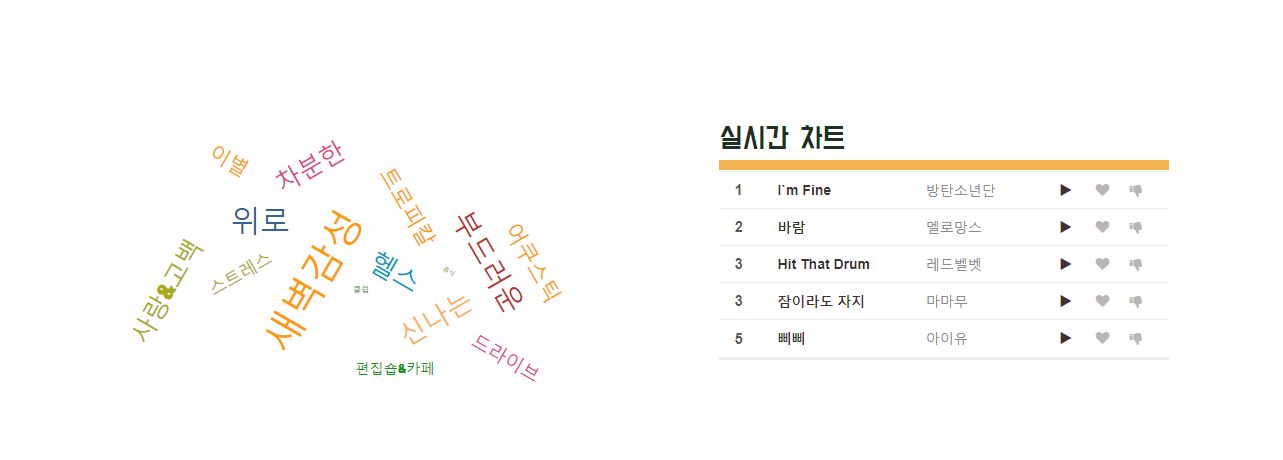 이별
차분한
트로피칼
위로
새벽감성
부드러운
어쿠스틱
사랑&고백
스트레스
헬스
휴식
클럽
신나는
드라이브
편집숍&카페
실시간 차트
1 I`m Fine 방탄소년단
2 바람 멜로망스
3 Hit That Drum 레드벨벳
3 잠이라도 자지 마마무
5 삐삐 아이유